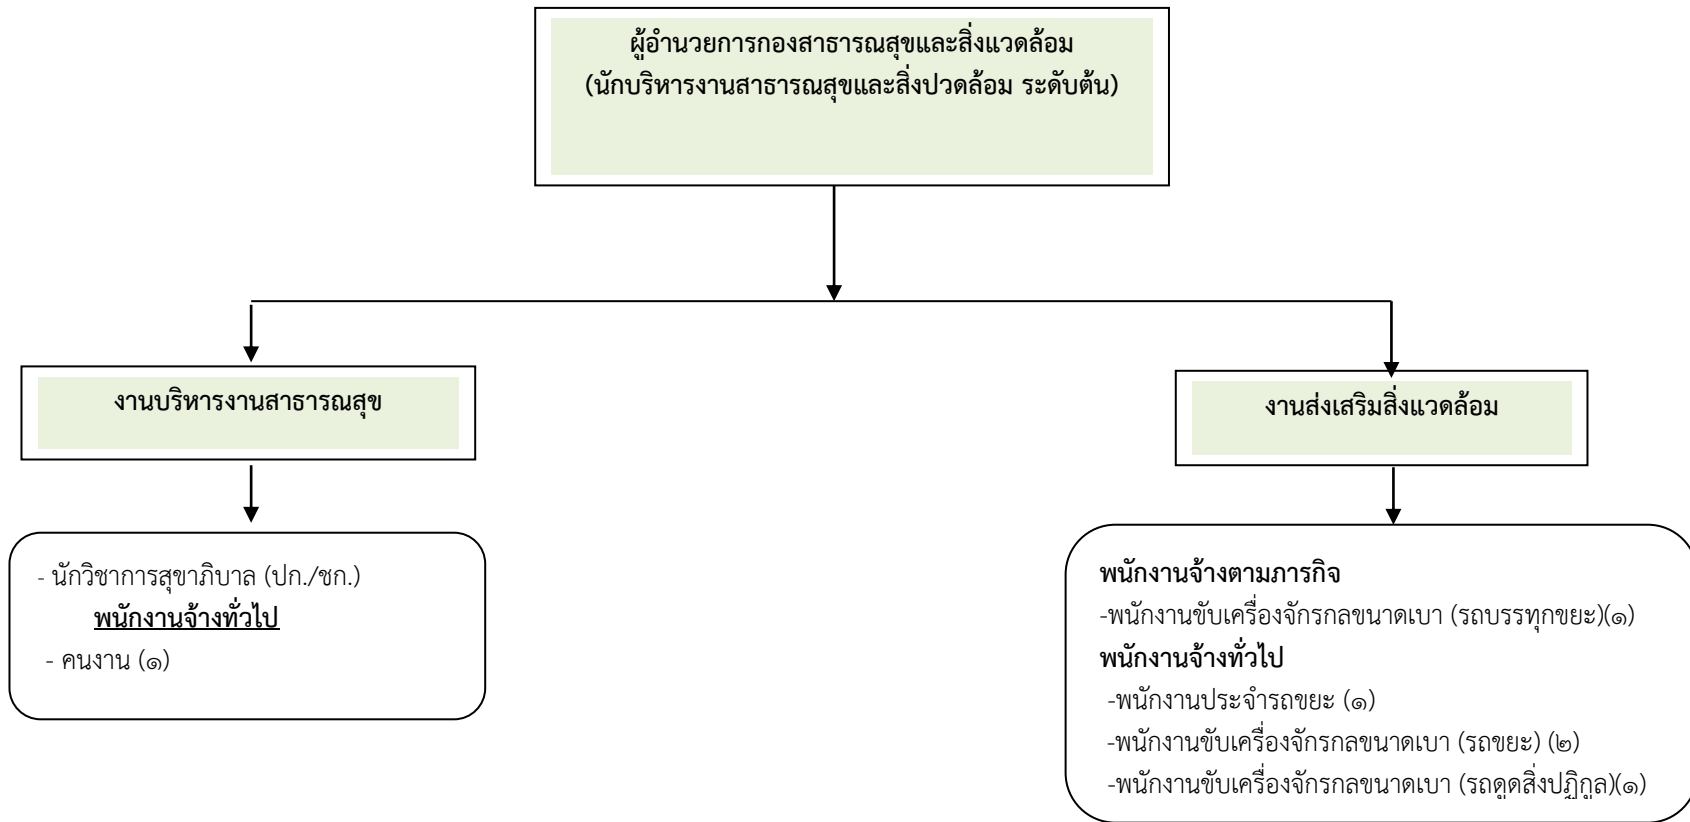 ผู้อำนวยการกองสาธารณสุขและสิ่งแวดล้อม
(นักบริหารงานสาธารณสุขและสิ่งปวดล้อม ระดับต้น)
งานบริหารงานสาธารณสุข
งานส่งเสริมสิ่งแวดล้อม
- นักวิชาการสุขาภิบาล (ปก./ชก.)
พนักงานจ้างทั่วไป
- คนงาน (๑)
พนักงานจ้างตามภารกิจ
-พนักงานขับเครื่องจักรกลขนาดเบา (รถบรรทุกขยะ)(๑)
พนักงานจ้างทั่วไป
-พนักงานประจำรถขยะ (๑)
-พนักงานขับเครื่องจักรกลขนาดเบา (รถขยะ) (๒)
-พนักงานขับเครื่องจักรกลขนาดเบา (รถดูดสิ่งปฏิกูล)(๑)